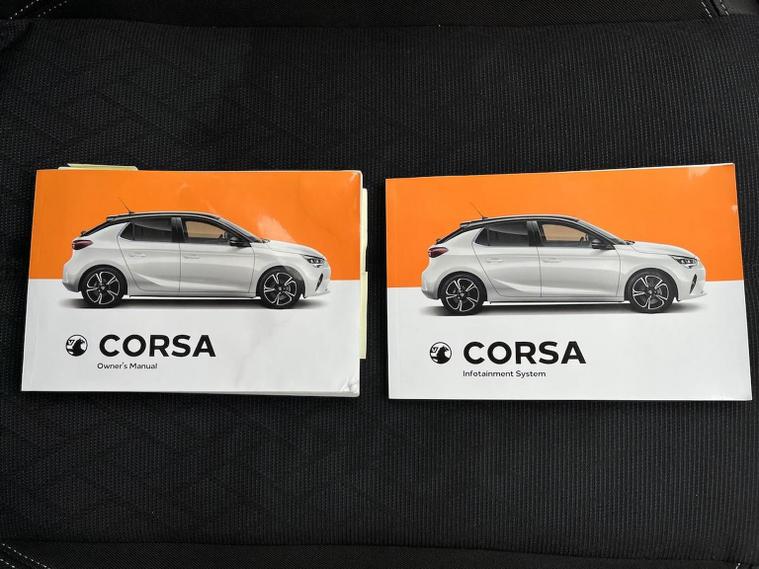 CORSA
Owner's Manual
CORSA
Infotainment System